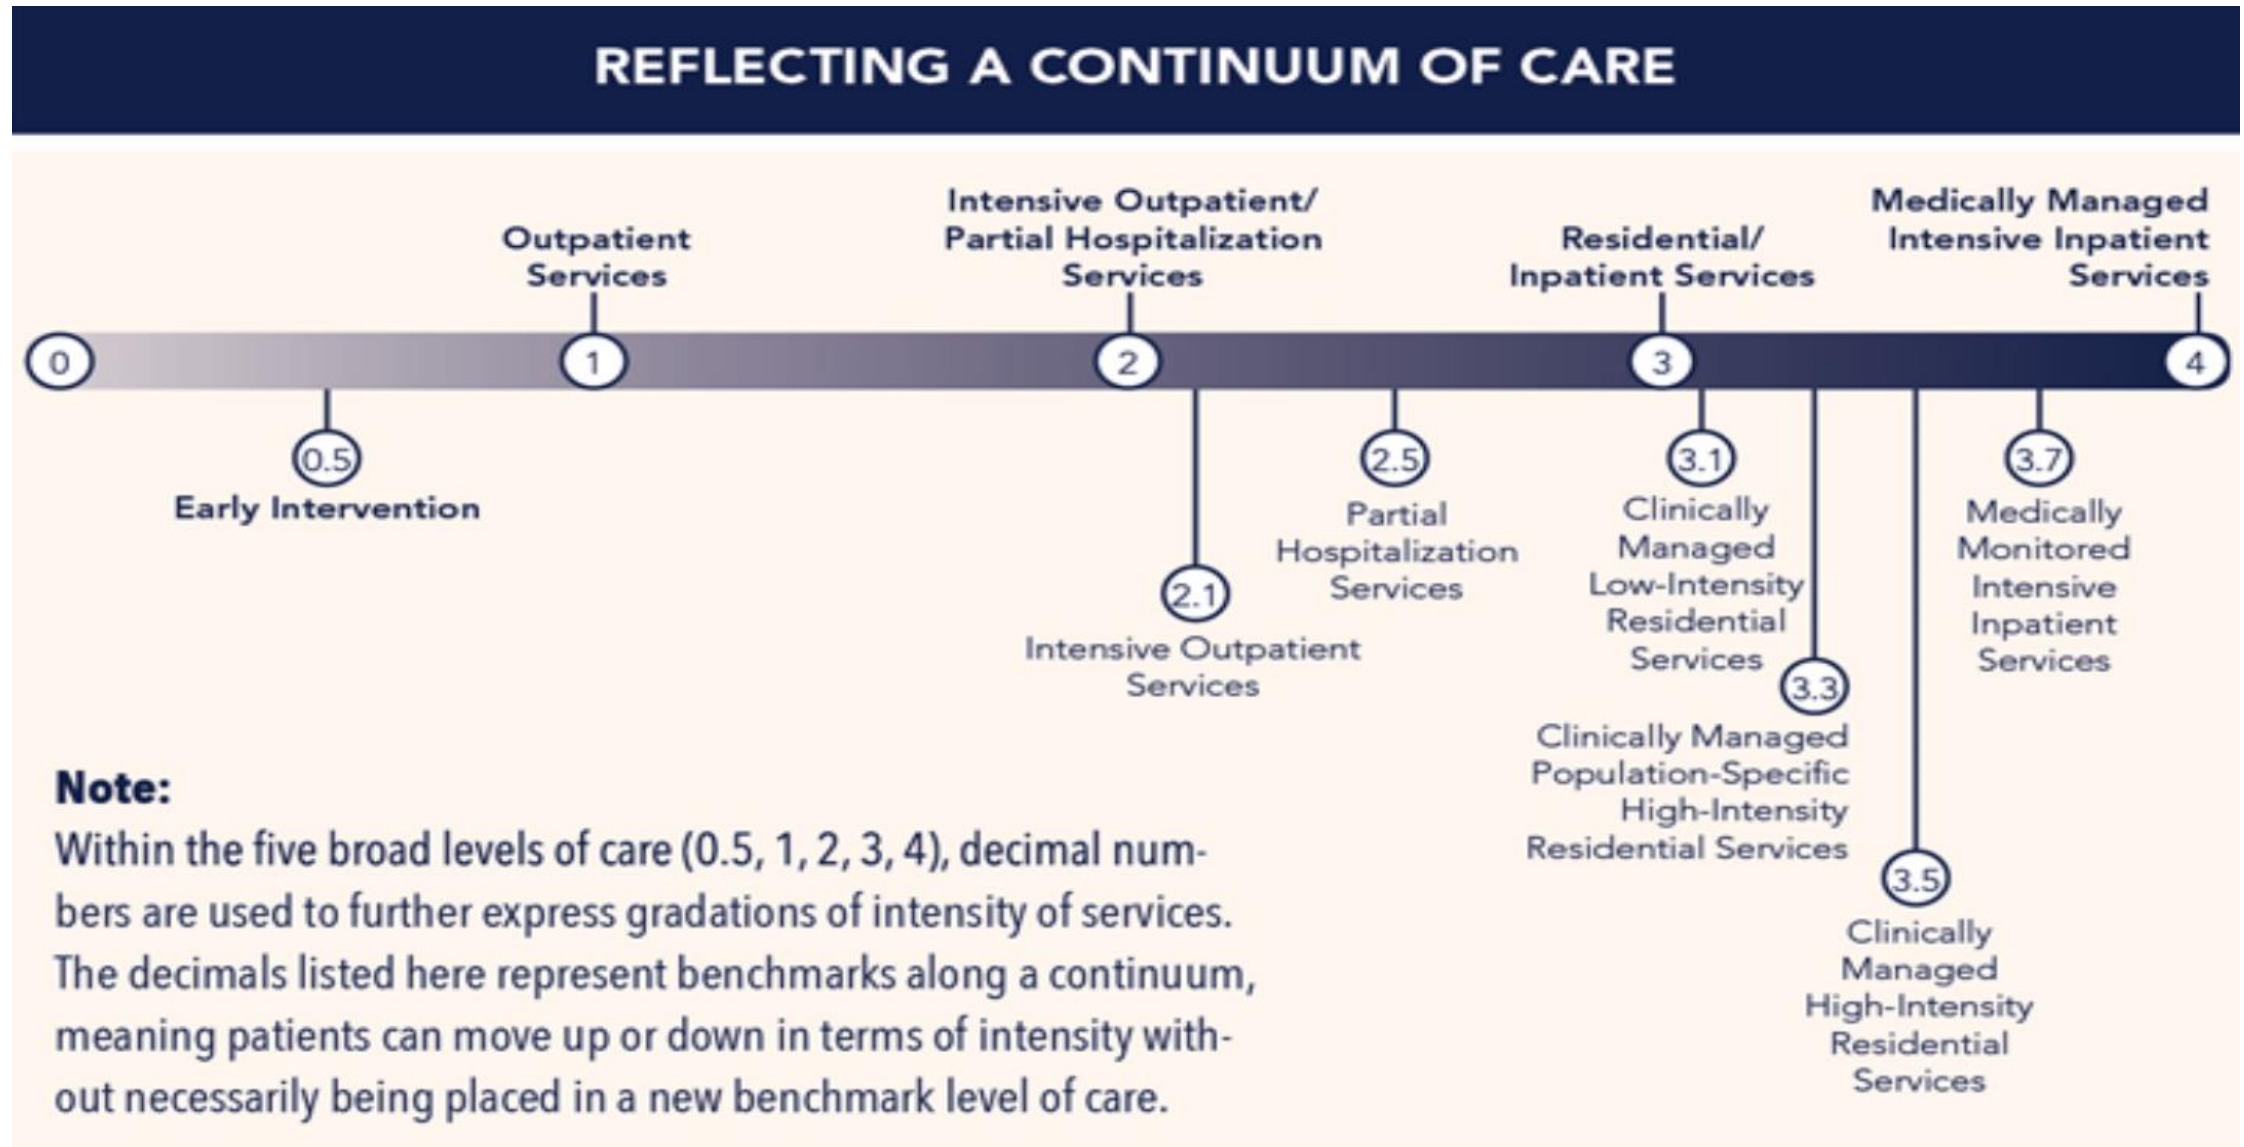 REFLECTING A CONTINUUM OF CARE
Outpatient
Services
Intensive Outpatient/
Partial Hospitalization
Services
Residential/
Inpatient Services
Medically Managed
Intensive Inpatient
Services
0
1
2
3
4
0.5
Early Intervention
2.1
Intensive Outpatient
Services
2.5
Partial
Hospitalization
Services
3.1
Clinically
Managed
Low-Intensity
Residential
Services
3.3
Clinically Managed
Population-Specific
High-Intensity
Residential Services
3.5
Clinically
Managed
High-Intensity
Residential
Services
3.7
Medically
Monitored
Intensive
Inpatient
Services
Note:
Within the five broad levels of care (0.5, 1, 2, 3, 4), decimal num-
bers are used to further express gradations of intensity of services.
The decimals listed here represent benchmarks along a continuum,
meaning patients can move up or down in terms of intensity with-
out necessarily being placed in a new benchmark level of care.